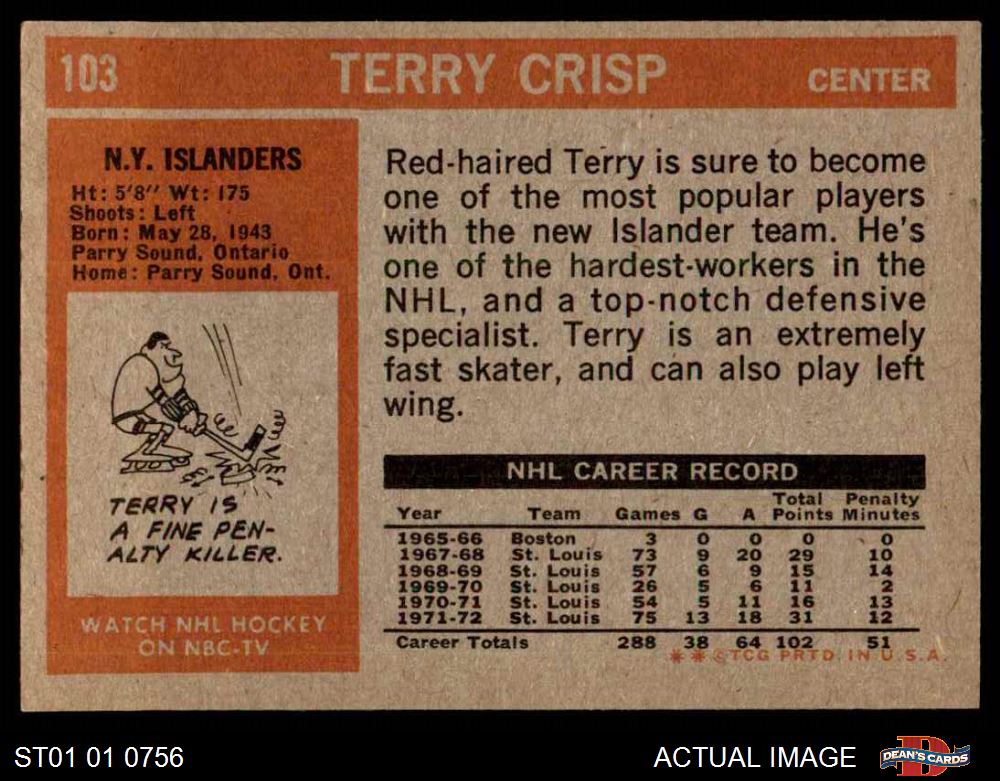 103 TERRY CRISP CENTER
N.Y. ISLANDERS
Ht: 5'8" Wt: 175
Shoots: Left
Born: May 28, 1943
Parry Sound, Ontario
Home: Parry Sound, Ont.
TERRY IS
A FINE PEN-
ALTY KILLER.
WATCH NHL HOCKEY
ON NBC-TV
Red-haired Terry is sure to become
one of the most popular players
with the new Islander team. He's
one of the hardest-workers in the
NHL, and a top-notch defensive
specialist. Terry is an extremely
fast skater, and can also play left
wing.
NHL CAREER RECORD
Year Team Games G A Total Points Penalty Minutes
1965-66 Boston 3 0 0 0 0
1967-68 St. Louis 73 9 20 29 10
1968-69 St. Louis 57 6 9 15 14
1969-70 St. Louis 26 5 6 11 2
1970-71 St. Louis 54 5 11 16 13
1971-72 St. Louis 75 13 18 31 12
Career Totals 288 38 64 102 51
**©TCG PRTD. IN U.S.A.
ST01 01 0756 ACTUAL IMAGE DEAN'S CARDS